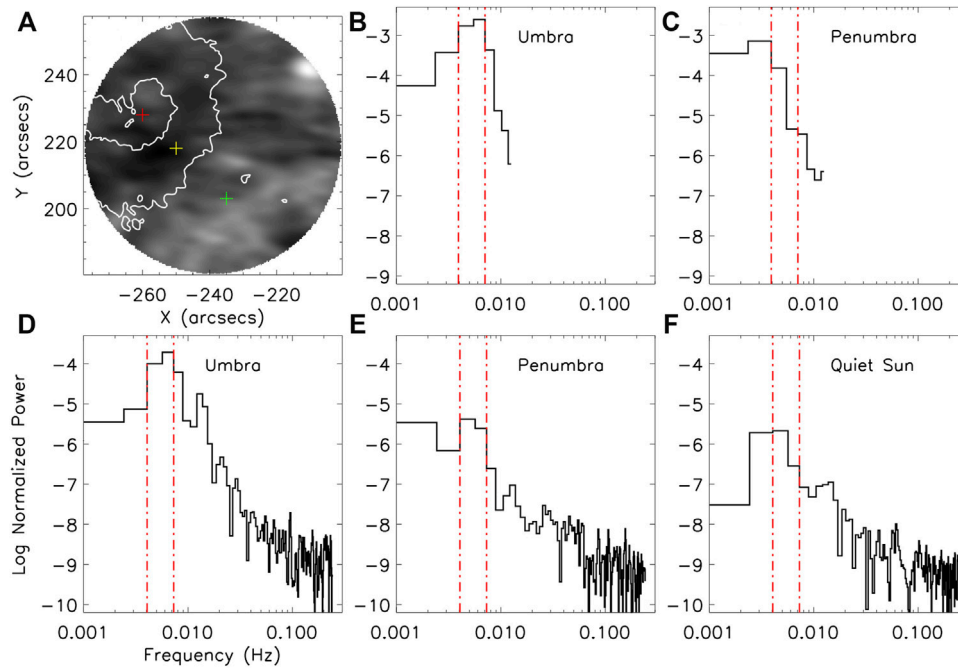 A
Y (arcsecs)
240
220
200
-260 -240 -220
X (arcsecs)
B
Umbra
-3
-4
-5
-6
-7
-8
-9
0.001 0.010 0.100
C
Penumbra
-3
-4
-5
-6
-7
-8
-9
0.001 0.010 0.100
D
Umbra
Log Normalized Power
-4
-5
-6
-7
-8
-9
-10
0.001 0.010 0.100
Frequency (Hz)
E
Penumbra
-4
-5
-6
-7
-8
-9
-10
0.001 0.010 0.100
F
Quiet Sun
-4
-5
-6
-7
-8
-9
-10
0.001 0.010 0.100